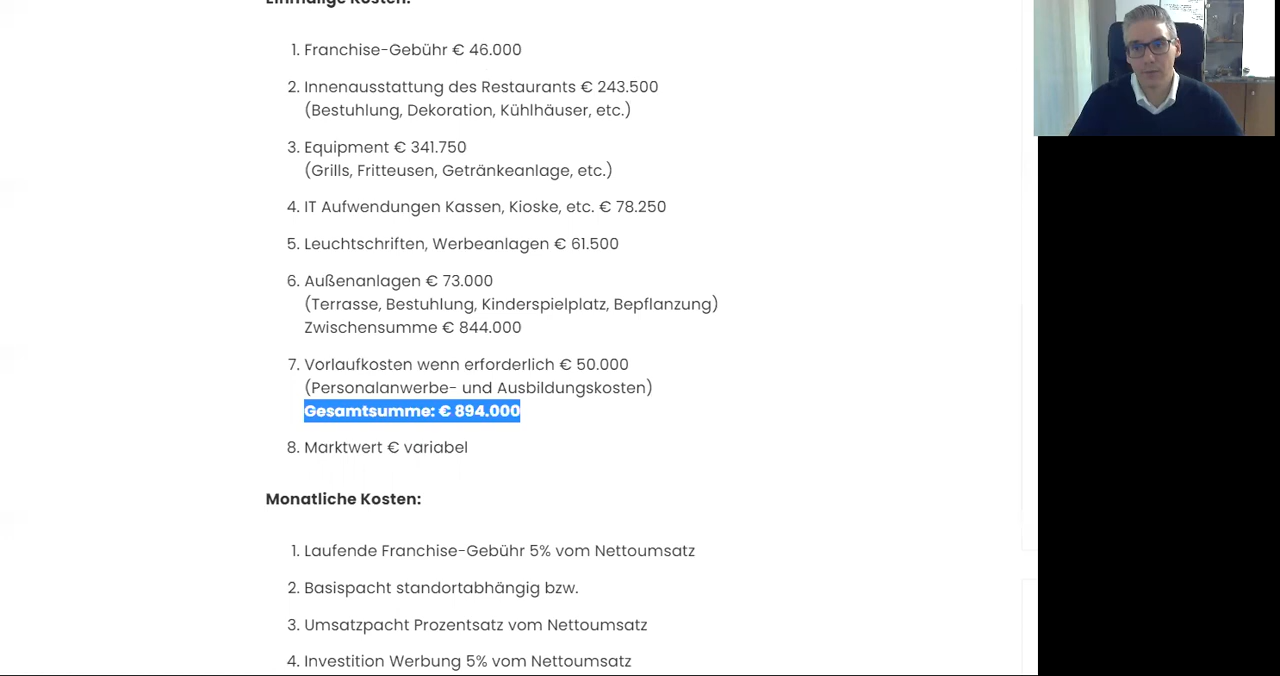 Einmalige Kosten:
1. Franchise-Gebühr € 46.000
2. Innenausstattung des Restaurants € 243.500
(Bestuhlung, Dekoration, Kühlhäuser, etc.)
3. Equipment € 341.750
(Grills, Fritteusen, Getränkeanlage, etc.)
4. IT Aufwendungen Kassen, Kioske, etc. € 78.250
5. Leuchtschriften, Werbeanlagen € 61.500
6. Außenanlagen € 73.000
(Terrasse, Bestuhlung, Kinderspielplatz, Bepflanzung)
Zwischensumme € 844.000
7. Vorlaufkosten wenn erforderlich € 50.000
(Personalanwerbe- und Ausbildungskosten)
Gesamtsumme: € 894.000
8. Marktwert € variabel
Monatliche Kosten:
1. Laufende Franchise-Gebühr 5% vom Nettoumsatz
2. Basispacht standortabhängig bzw.
3. Umsatzpacht Prozentsatz vom Nettoumsatz
4. Investition Werbung 5% vom Nettoumsatz